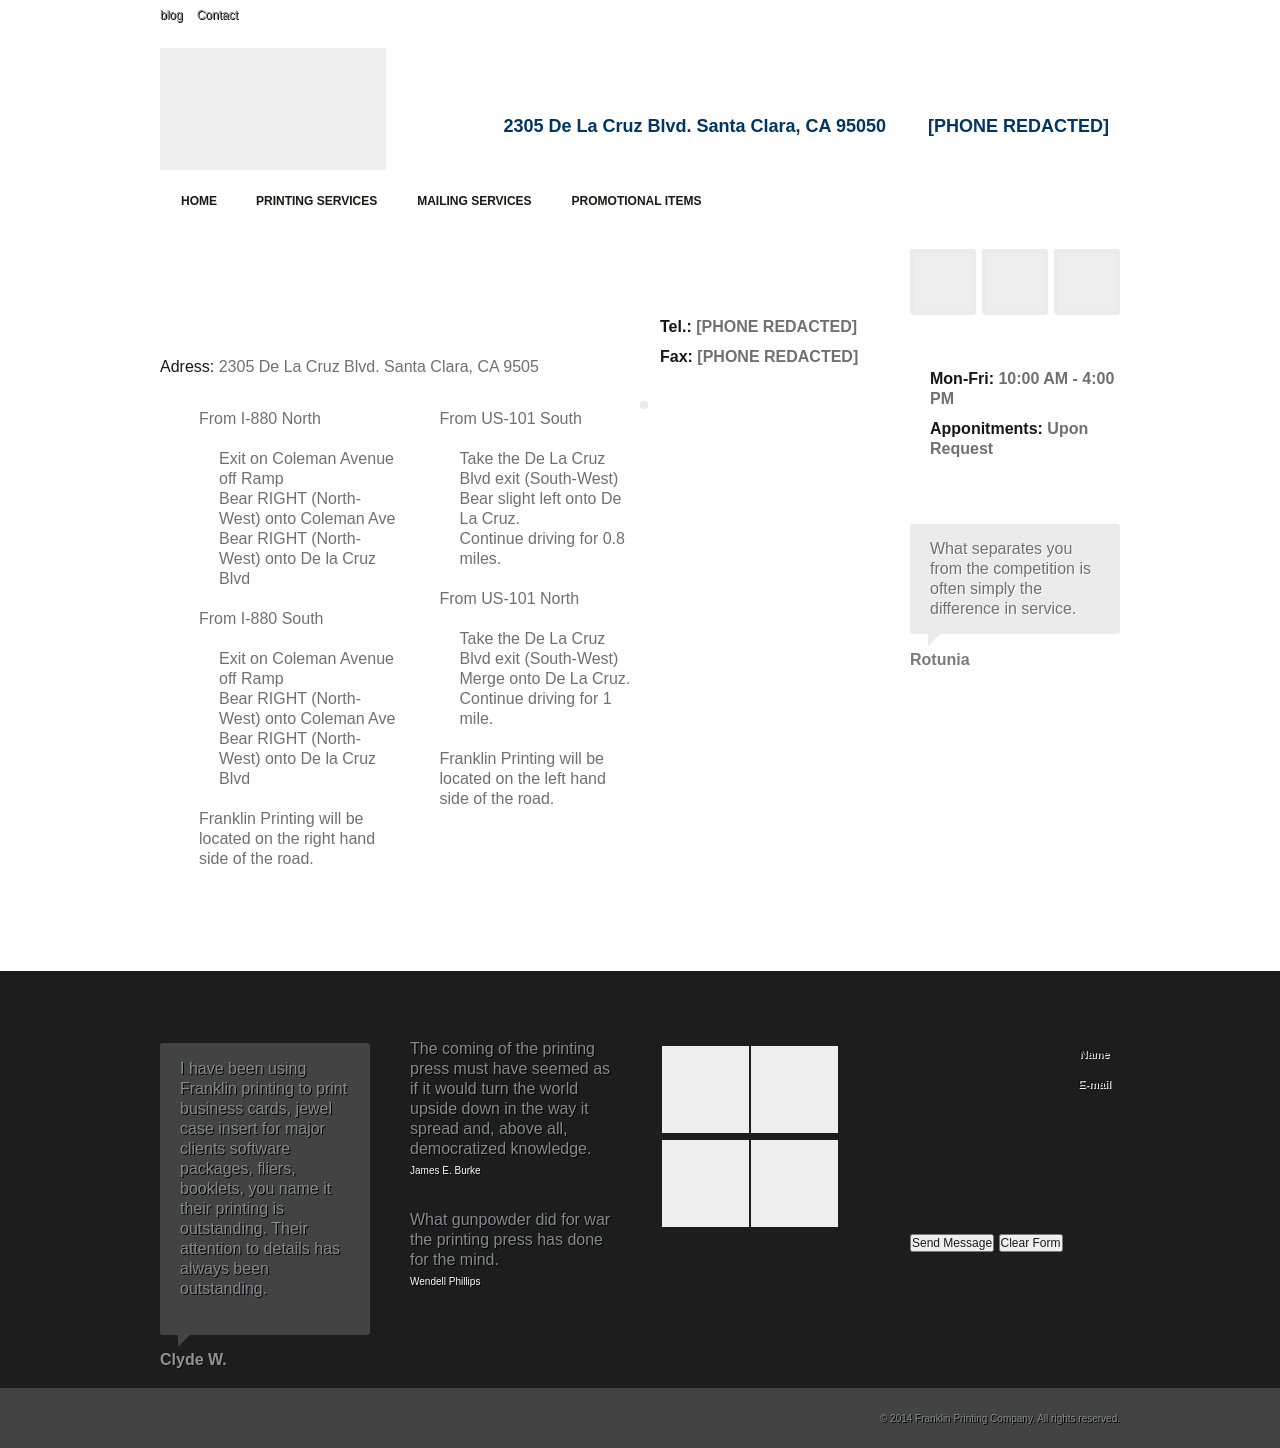 blog Contact
2305 De La Cruz Blvd. Santa Clara, CA 95050 [PHONE REDACTED]
HOME PRINTING SERVICES MAILING SERVICES PROMOTIONAL ITEMS
Adress: 2305 De La Cruz Blvd. Santa Clara, CA 9505
From I-880 North
Exit on Coleman Avenue
off Ramp
Bear RIGHT (North-
West) onto Coleman Ave
Bear RIGHT (North-
West) onto De la Cruz
Blvd
From I-880 South
Exit on Coleman Avenue
off Ramp
Bear RIGHT (North-
West) onto Coleman Ave
Bear RIGHT (North-
West) onto De la Cruz
Blvd
Franklin Printing will be
located on the right hand
side of the road.
From US-101 South
Take the De La Cruz
Blvd exit (South-West)
Bear slight left onto De
La Cruz.
Continue driving for 0.8
miles.
From US-101 North
Take the De La Cruz
Blvd exit (South-West)
Merge onto De La Cruz.
Continue driving for 1
mile.
Franklin Printing will be
located on the left hand
side of the road.
Tel.: [PHONE REDACTED]
Fax: [PHONE REDACTED]
Mon-Fri: 10:00 AM - 4:00
PM
Apponitments: Upon
Request
What separates you
from the competition is
often simply the
difference in service.
Rotunia
I have been using
Franklin printing to print
business cards, jewel
case insert for major
clients software
packages, fliers,
booklets, you name it
their printing is
outstanding. Their
attention to details has
always been
outstanding.
Clyde W.
The coming of the printing
press must have seemed as
if it would turn the world
upside down in the way it
spread and, above all,
democratized knowledge.
James E. Burke
What gunpowder did for war
the printing press has done
for the mind.
Wendell Phillips
Name
E-mail
Send Message Clear Form
© 2014 Franklin Printing Company. All rights reserved.